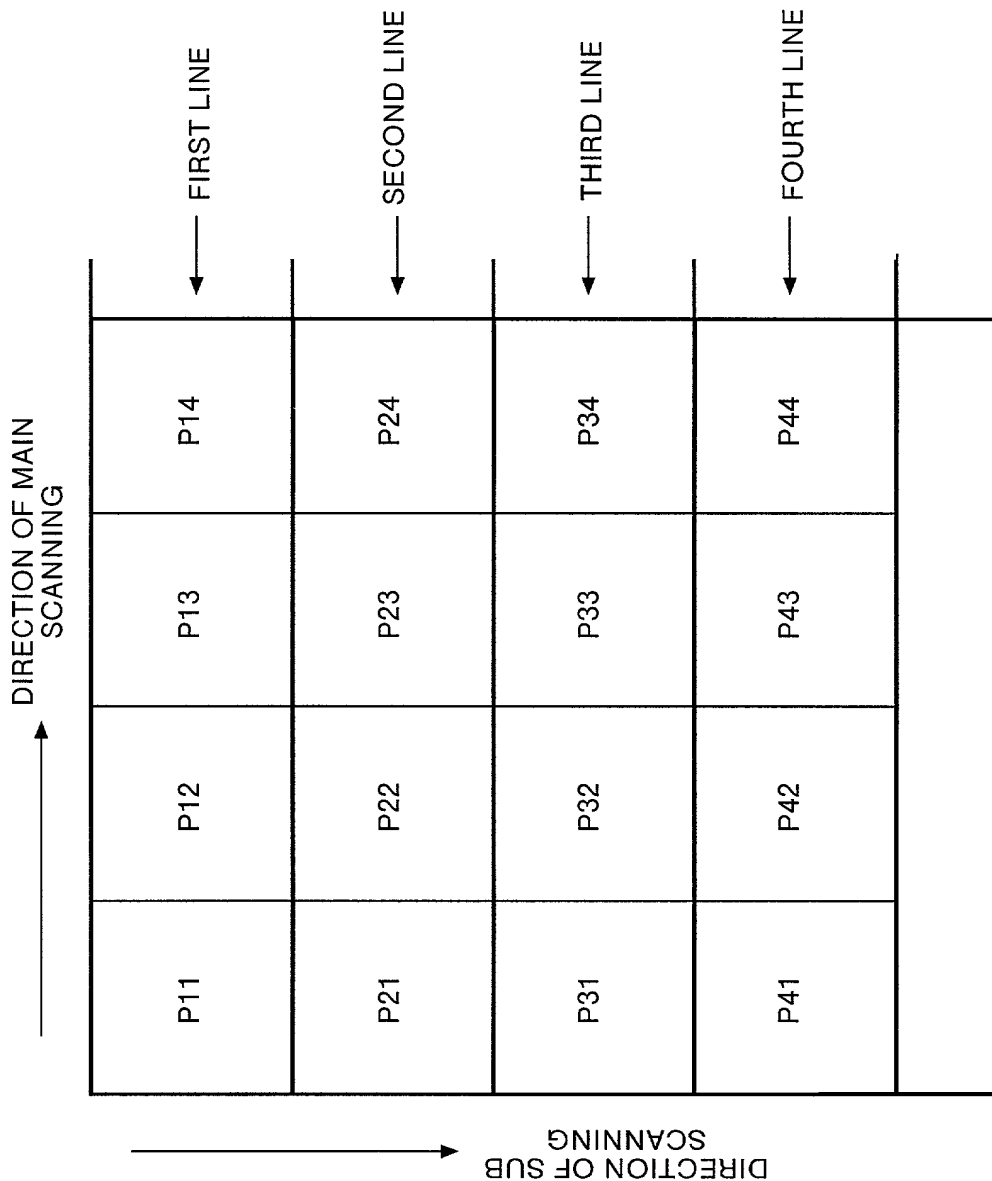 DIRECTION OF MAIN
SCANNING
DIRECTION OF SUB
SCANNING
P11 P12 P13 P14 FIRST LINE
P21 P22 P23 P24 SECOND LINE
P31 P32 P33 P34 THIRD LINE
P41 P42 P43 P44 FOURTH LINE